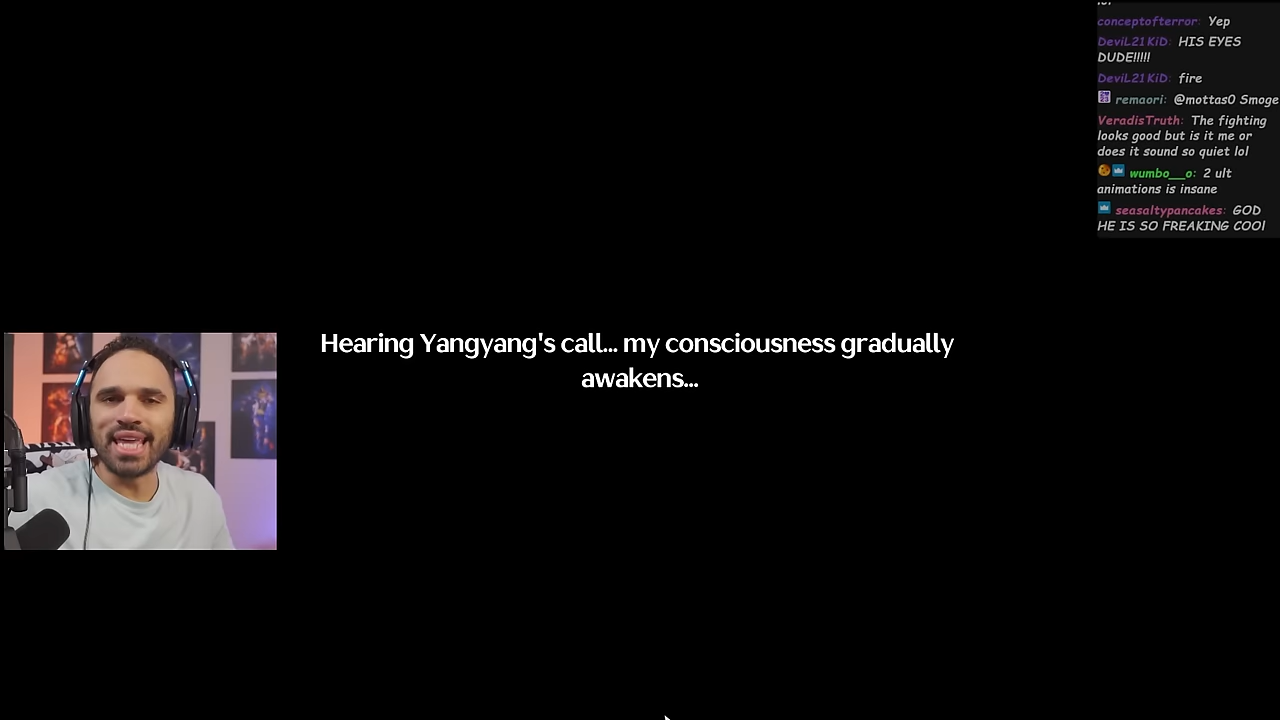 Hearing Yangyang's call... my consciousness gradually
awakens...
conceptofterror: Yep
DeviL21KiD: HIS EYES
DUDE!!!!!
DeviL21KiD: fire
remaori: @mottas0 Smoge
VeradisTruth: The fighting
looks good but is it me or
does it sound so quiet lol
wumbo__o: 2 ult
animations is insane
seasaltypancakes: GOD
HE IS SO FREAKING COOl